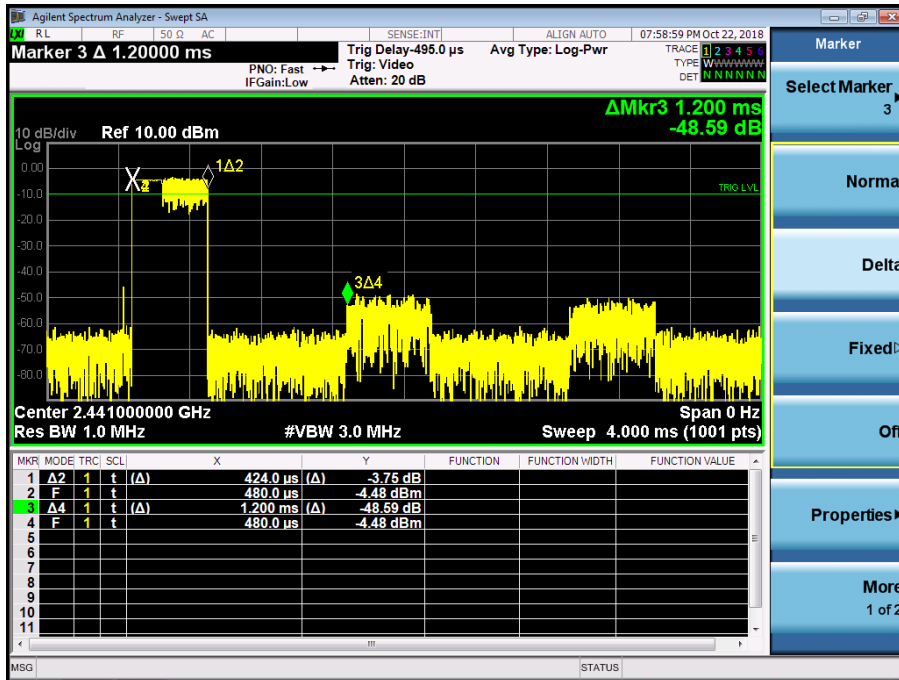 Agilent Spectrum Analyzer - Swept SA
LXI RL RF 50 Ω AC SENSE:INT ALIGN AUTO 07:58:59 PM Oct 22, 2018
Marker 3 Δ 1.20000 ms
PNO: Fast
IFGain:Low
Trig Delay-495.0 µs
Trig: Video
Atten: 20 dB
Avg Type: Log-Pwr
TRACE 1 2 3 4 5 6
TYPE WWWWWW
DET N N N N N N
ΔMkr3 1.200 ms
-48.59 dB
10 dB/div Ref 10.00 dBm
Log
0.00
-10.0
-20.0
-30.0
-40.0
-50.0
-60.0
-70.0
-80.0
1Δ2
TRIG LVL
3Δ4
Center 2.441000000 GHz Span 0 Hz
Res BW 1.0 MHz #VBW 3.0 MHz Sweep 4.000 ms (1001 pts)
MKR MODE TRC SCL X Y FUNCTION FUNCTION WIDTH FUNCTION VALUE
1 Δ2 1 t (Δ) 424.0 µs (Δ) -3.75 dB
2 F 1 t 480.0 µs -4.48 dBm
3 Δ4 1 t (Δ) 1.200 ms (Δ) -48.59 dB
4 F 1 t 480.0 µs -4.48 dBm
5
6
7
8
9
10
11
MSG STATUS
Marker
Select Marker
3
Norma
Delta
Fixed
Off
Properties
More
1 of 2